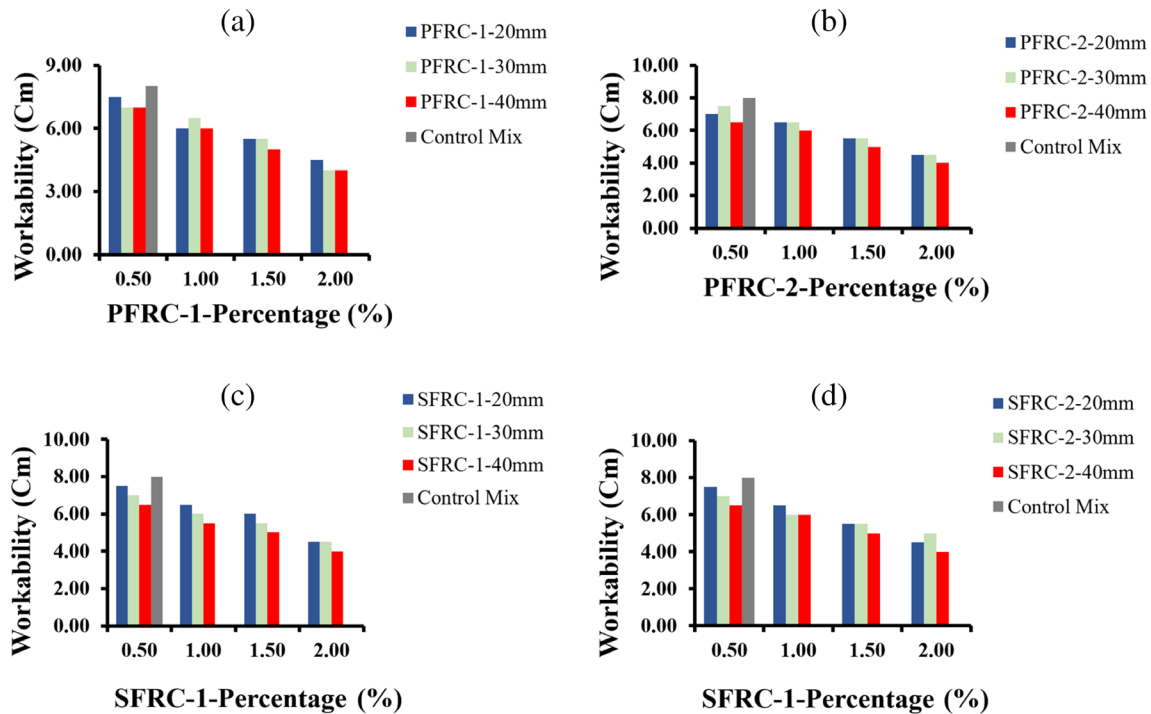 (a)
PFRC-1-20mm
PFRC-1-30mm
PFRC-1-40mm
Control Mix
Workability (Cm)
9.00
6.00
3.00
0.00
0.50 1.00 1.50 2.00
PFRC-1-Percentage (%)
(b)
PFRC-2-20mm
PFRC-2-30mm
PFRC-2-40mm
Control Mix
Workability (Cm)
10.00
8.00
6.00
4.00
2.00
0.00
0.50 1.00 1.50 2.00
PFRC-2-Percentage (%)
(c)
SFRC-1-20mm
SFRC-1-30mm
SFRC-1-40mm
Control Mix
Workability (Cm)
10.00
8.00
6.00
4.00
2.00
0.00
0.50 1.00 1.50 2.00
SFRC-1-Percentage (%)
(d)
SFRC-2-20mm
SFRC-2-30mm
SFRC-2-40mm
Control Mix
Workability (Cm)
10.00
8.00
6.00
4.00
2.00
0.00
0.50 1.00 1.50 2.00
SFRC-1-Percentage (%)